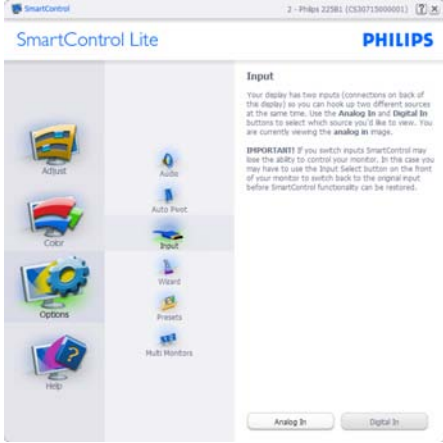 SmartControl
2 - Philips 225B1 (CS30715000001)
SmartControl Lite
PHILIPS
Adjust
Color
Options
Help
Audio
Auto Pivot
Input
Wizard
Presets
Multi Monitors
Input
Your display has two inputs (connections on back of
the display) so you can hook up two different sources
at the same time. Use the Analog In and Digital In
buttons to select which source you'd like to view. You
are currently viewing the analog in image.
IMPORTANT! If you switch inputs SmartControl may
lose the ability to control your monitor. In the case you
may have to use the Input Select button on the front
of your monitor to switch back to the original input
before SmartControl functionality can be restored.
Analog In
Digital In